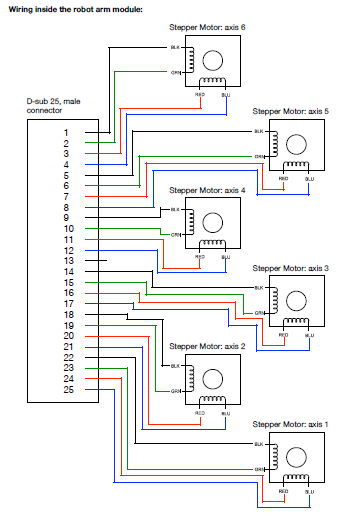 Wiring inside the robot arm module:
Stepper Motor: axis 6
BLK
GRN
RED
BLU
D-sub 25, male
connector
Stepper Motor: axis 5
BLK
GRN
RED
BLU
1
2
3
4
5
6
7
8
9
10
11
12
13
14
15
16
17
18
19
20
21
22
23
24
25
Stepper Motor: axis 4
BLK
GRN
RED
BLU
Stepper Motor: axis 3
BLK
GRN
RED
BLU
Stepper Motor: axis 2
BLK
GRN
RED
BLU
Stepper Motor: axis 1
BLK
GRN
RED
BLU